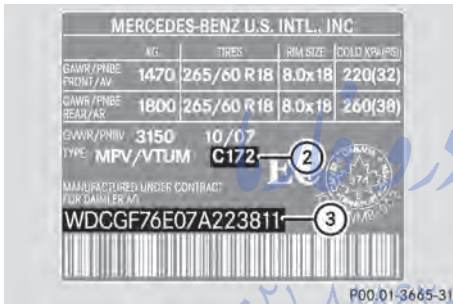 MERCEDES-BENZ U.S. INTL., INC
KG. TIRES RIM SIZE COLD KPA(PSI)
GAWR/PNBE FRONT/AV 1470 265/60 R18 8.0x18 220(32)
GAWR/PNBE REAR/AR 1800 265/60 R18 8.0x18 260(38)
GVWR/PNBV 3150 10/07
TYPE: MPV/VTUM C172 2
MANUFACTURED UNDER CONTRACT
FOR DAIMLER AG
WDCGF76E07A223811 3
P00.01-3665-31